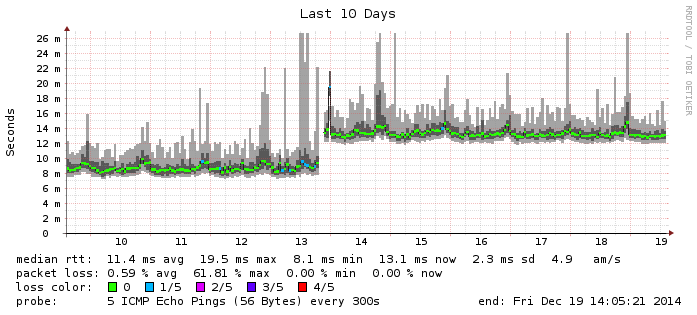 Last 10 Days
RRDTOOL / TOBI OETIKER
Seconds
26 m
24 m
22 m
20 m
18 m
16 m
14 m
12 m
10 m
8 m
6 m
4 m
2 m
0
10 11 12 13 14 15 16 17 18 19
median rtt: 11.4 ms avg 19.5 ms max 8.1 ms min 13.1 ms now 2.3 ms sd 4.9 am/s
packet loss: 0.59 % avg 61.81 % max 0.00 % min 0.00 % now
loss color: 0 1/5 2/5 3/5 4/5
probe: 5 ICMP Echo Pings (56 Bytes) every 300s end: Fri Dec 19 14:05:21 2014